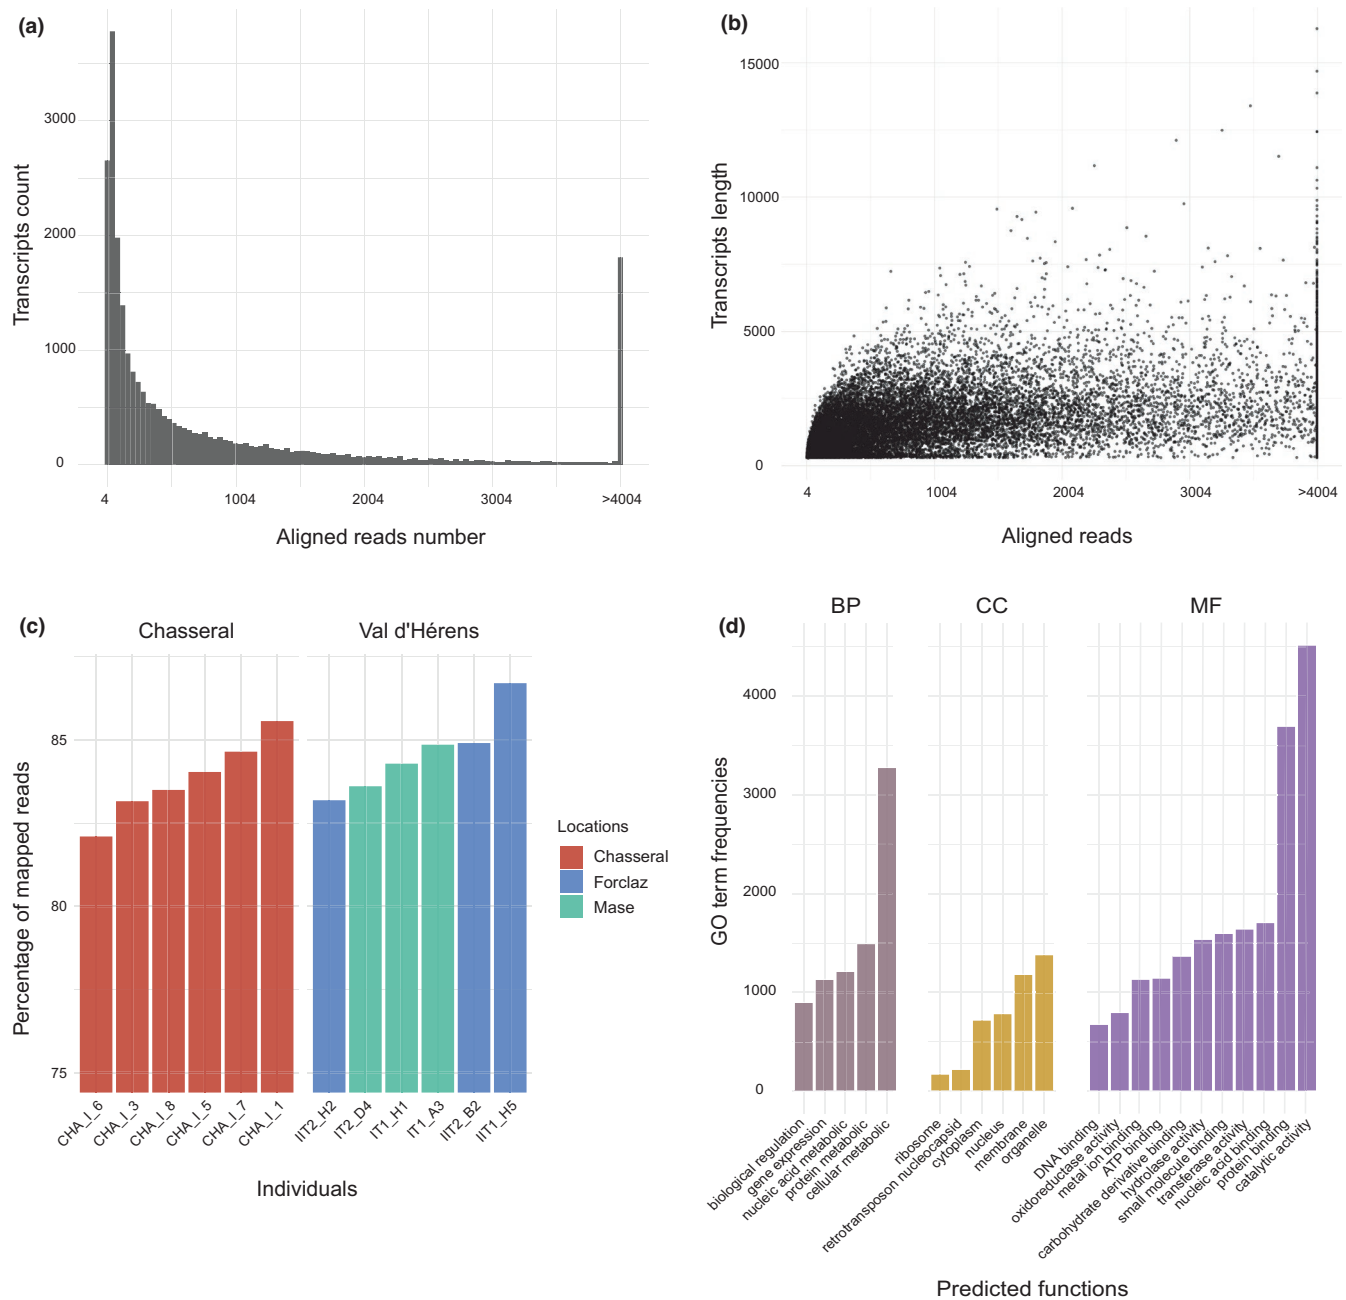 (a)
3000
2000
1000
0
Transcripts count
4
1004
2004
3004
>4004
Aligned reads number
(b)
15000
10000
5000
0
Transcripts length
4
1004
2004
3004
>4004
Aligned reads
(c)
Chasseral
Val d'Hérens
85
80
75
Percentage of mapped reads
CHA_I_6
CHA_I_3
CHA_I_8
CHA_I_5
CHA_I_7
CHA_I_1
IIT2_H2
IT2_D4
IT1_H1
IT1_A3
IIT2_B2
IIT1_H5
Individuals
Locations
Chasseral
Forclaz
Mase
(d)
BP
CC
MF
4000
3000
2000
1000
0
GO term frequencies
biological regulation
gene expression
nucleic acid metabolic
protein metabolic
cellular metabolic
ribosome
retrotransposon nucleocapsid
cytoplasm
nucleus
membrane
organelle
DNA binding
oxidoreductase activity
metal ion binding
ATP binding
carbohydrate derivative binding
hydrolase activity
small molecule binding
transferase activity
nucleic acid binding
protein binding
catalytic activity
Predicted functions